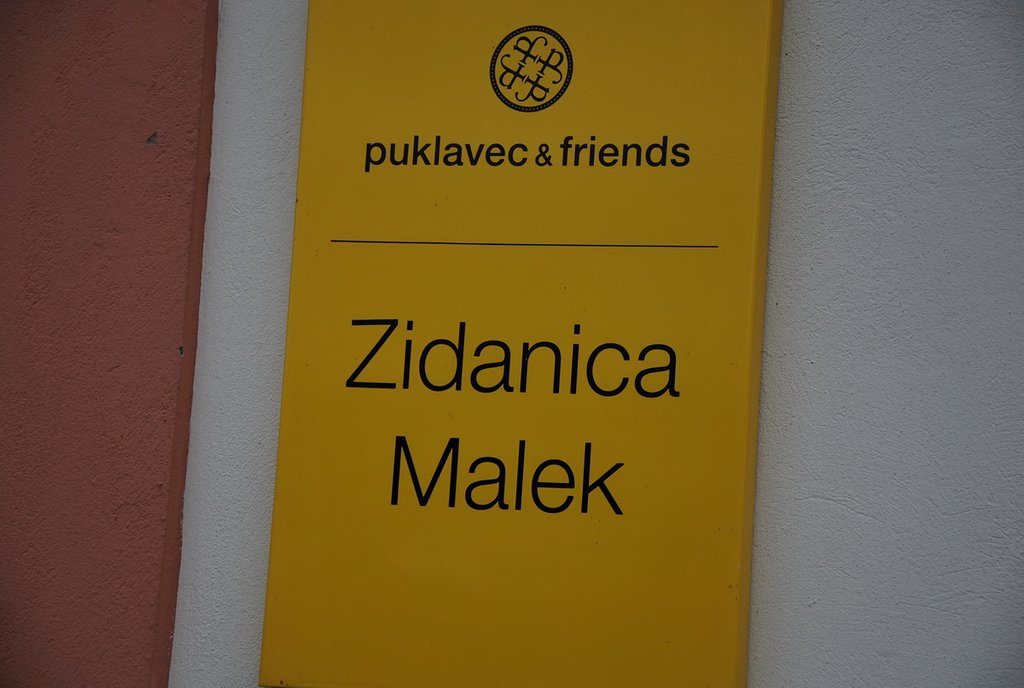 puklavec & friends
Zidanica
Malek